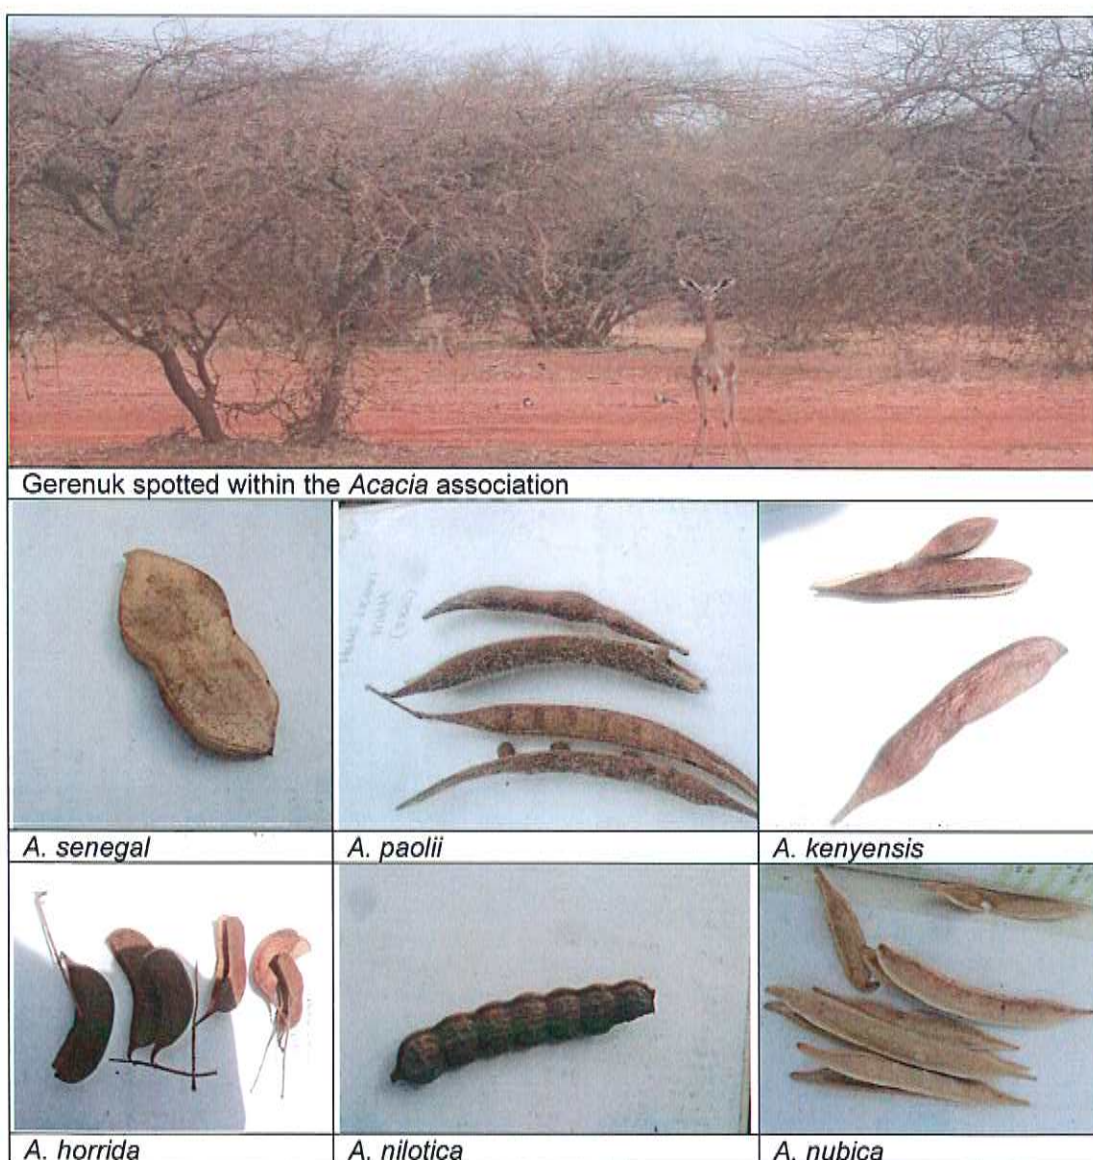 Gerenuk spotted within the Acacia association
A. senegal
A. paolii
A. kenyensis
A. horrida
A. nilotica
A. nubica